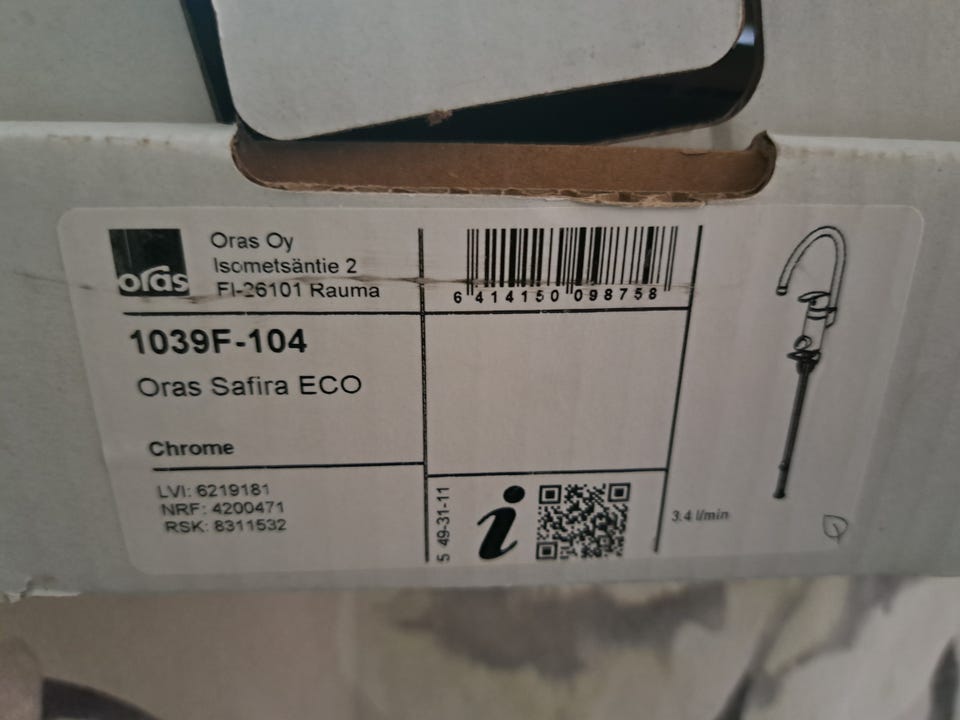 oras
Oras Oy
Isometsäntie 2
FI-26101 Rauma
6 414150 098758
1039F-104
Oras Safira ECO
Chrome
LVI: 6219181
NRF: 4200471
RSK: 8311532
5 49-31-11
i
3.4 l/min